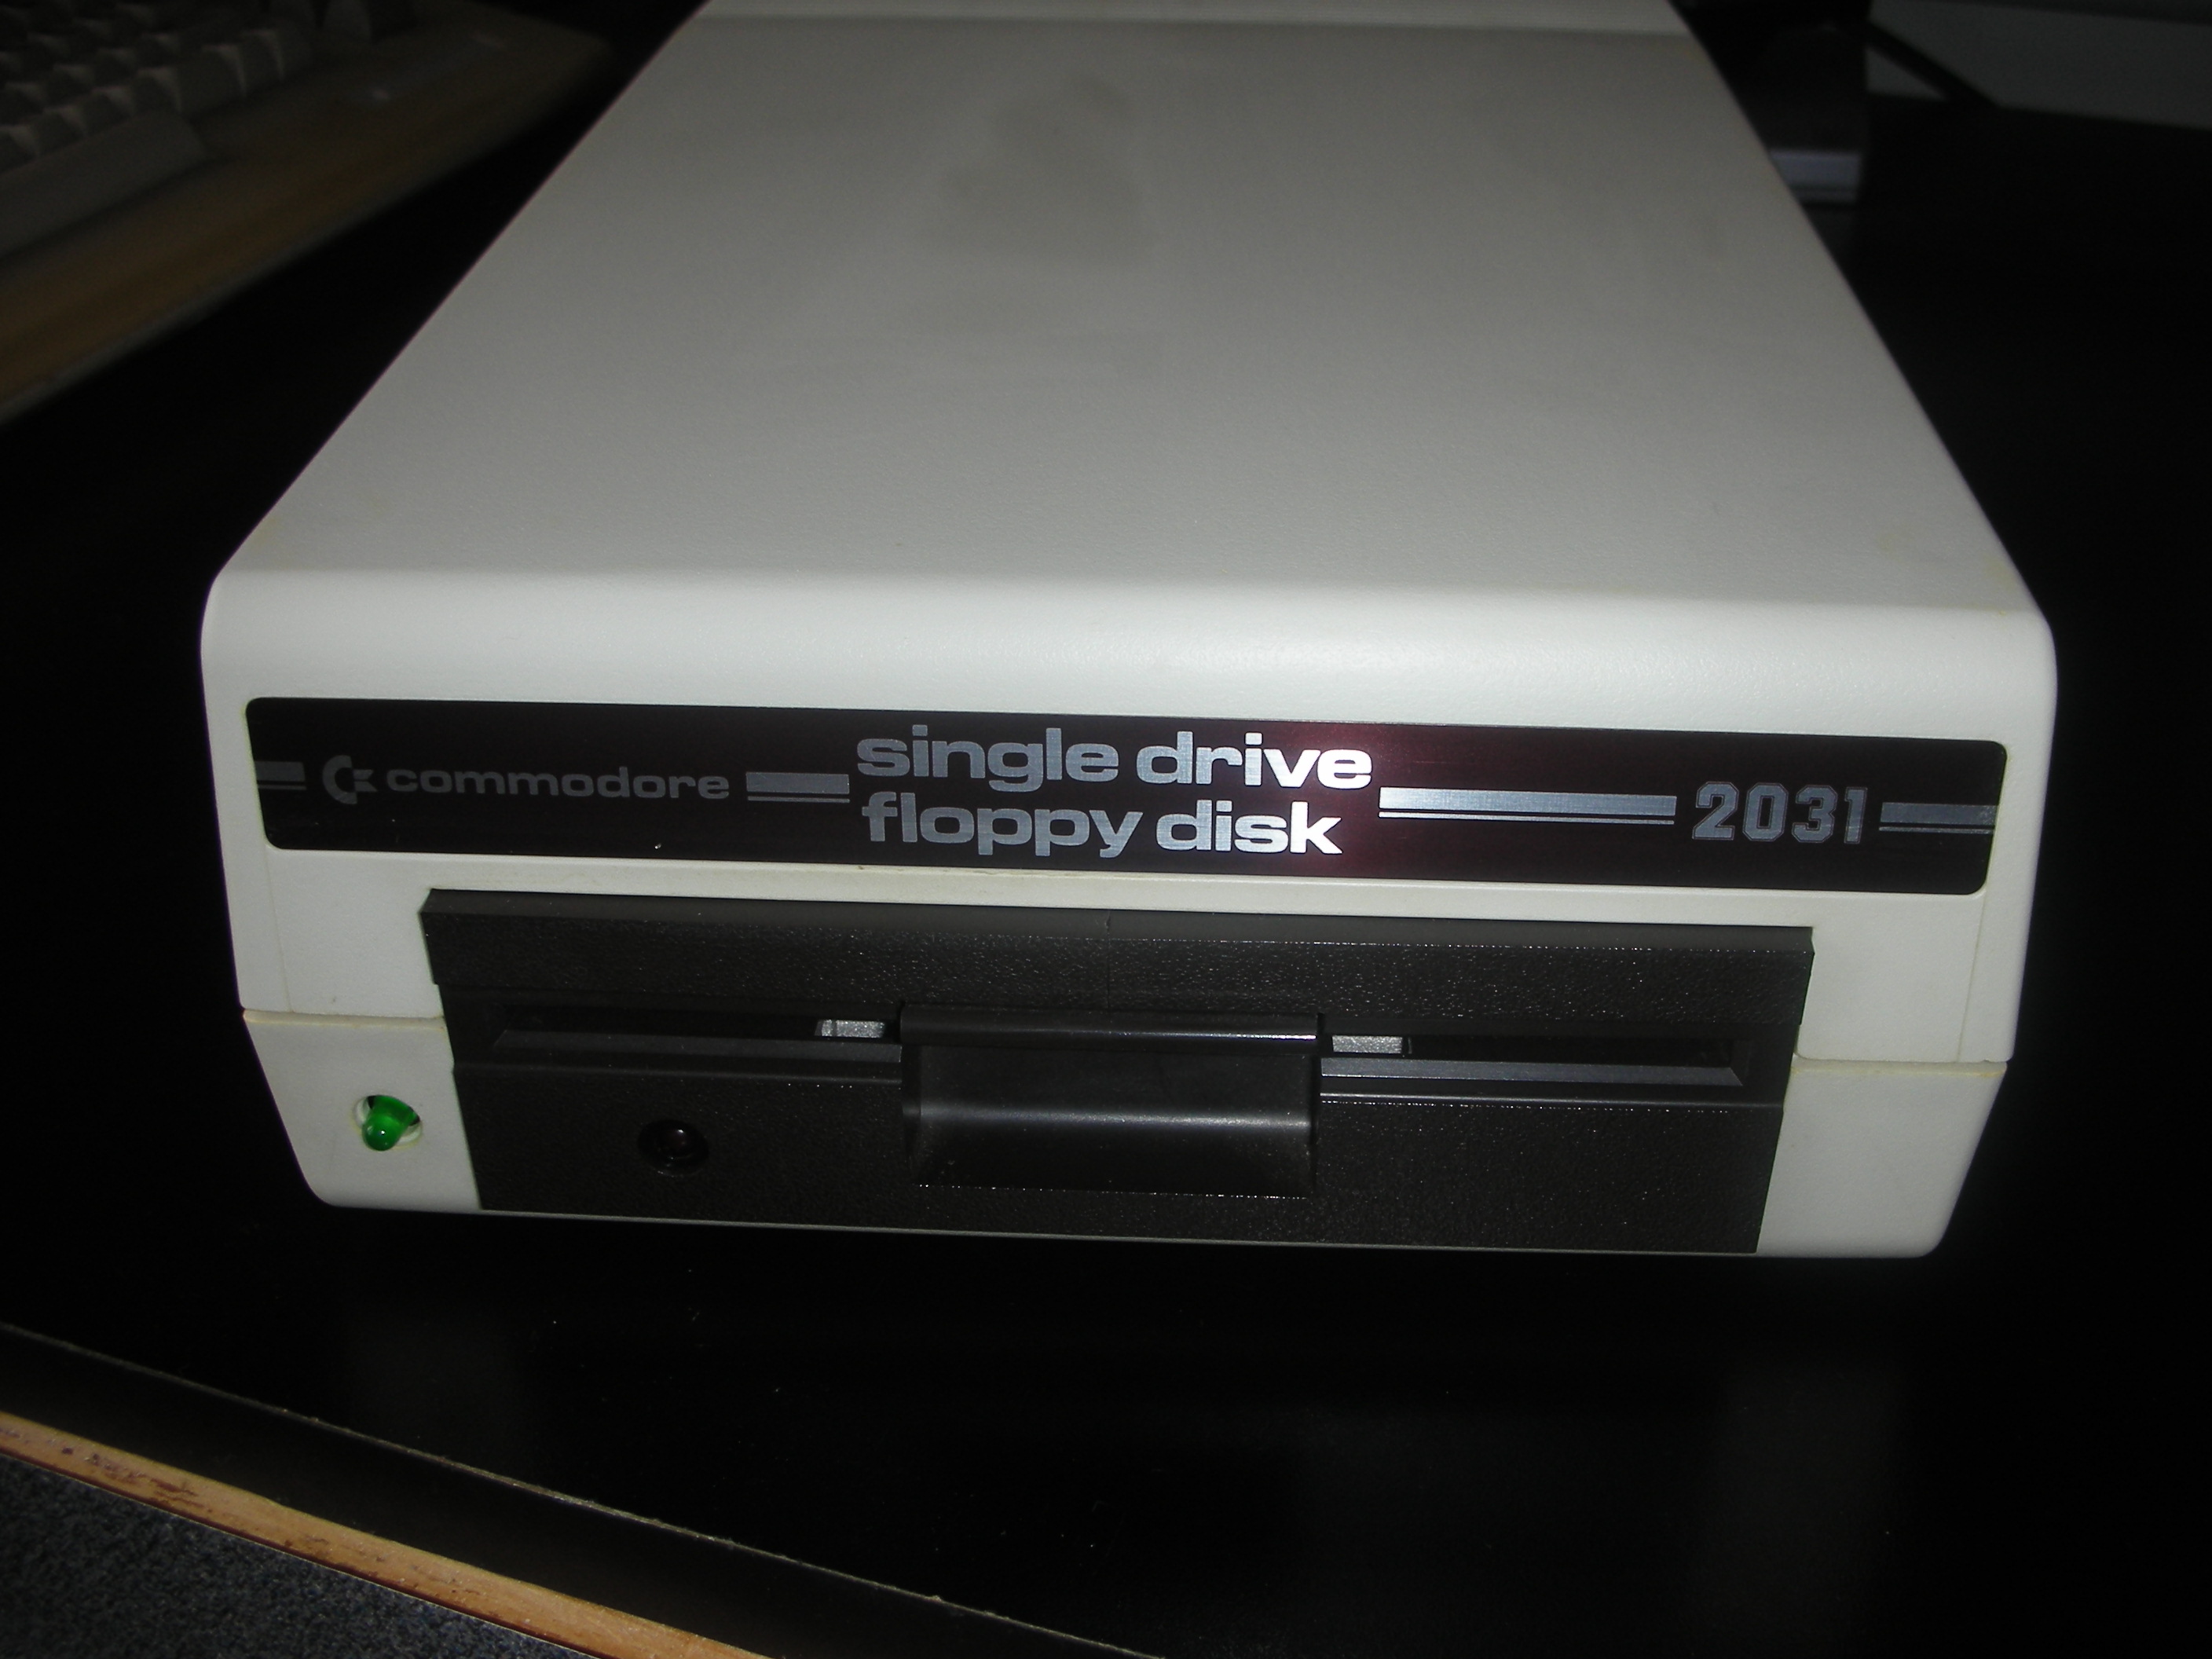 commodore
single drive
floppy disk
2031